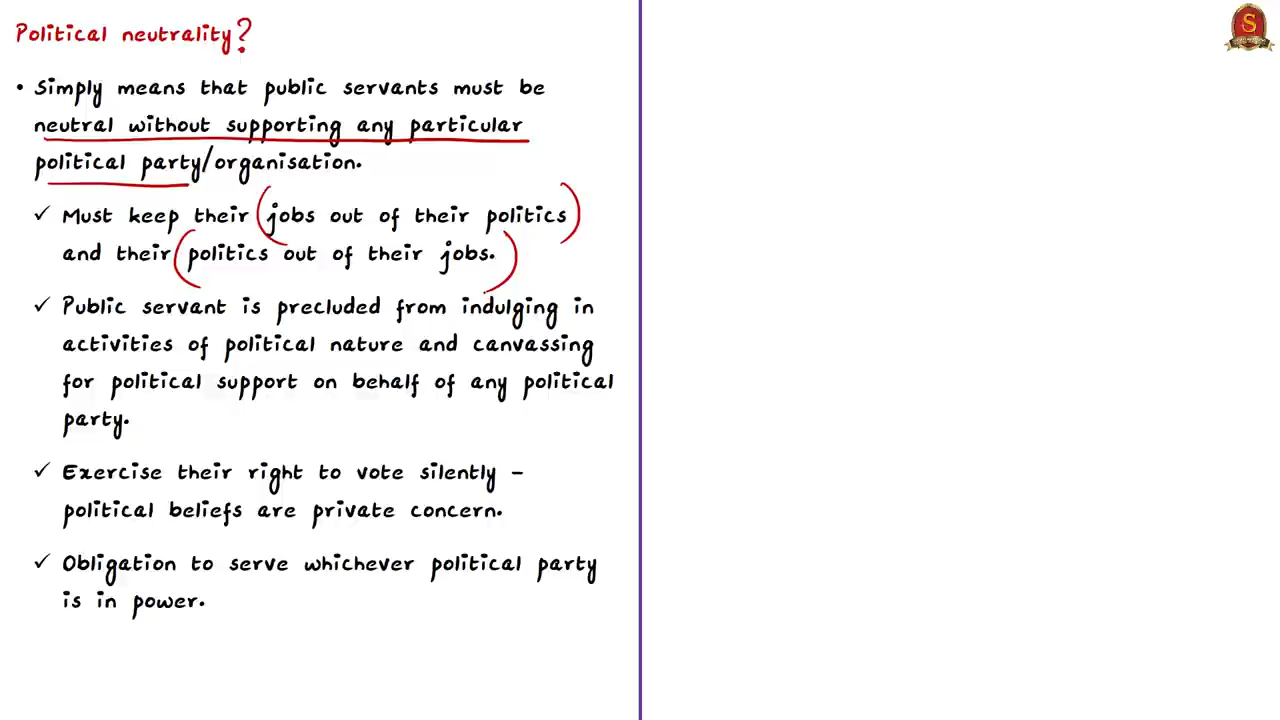 Political neutrality?
• Simply means that public servants must be
neutral without supporting any particular
political party/organisation.
✓ Must keep their jobs out of their politics
and their politics out of their jobs.
✓ Public servant is precluded from indulging in
activities of political nature and canvassing
for political support on behalf of any political
party.
✓ Exercise their right to vote silently –
political beliefs are private concern.
✓ Obligation to serve whichever political party
is in power.
S